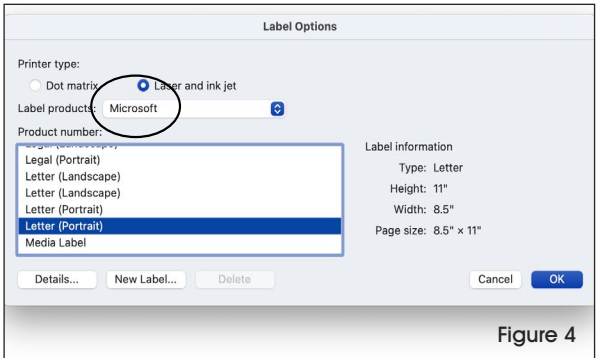 Label Options
Printer type:
Dot matrix Laser and ink jet
Label products: Microsoft
Product number:
Legal (Landscape)
Legal (Portrait)
Letter (Landscape)
Letter (Landscape)
Letter (Portrait)
Letter (Portrait)
Media Label
Label information
Type: Letter
Height: 11"
Width: 8.5"
Page size: 8.5" × 11"
Details... New Label... Delete Cancel OK
Figure 4